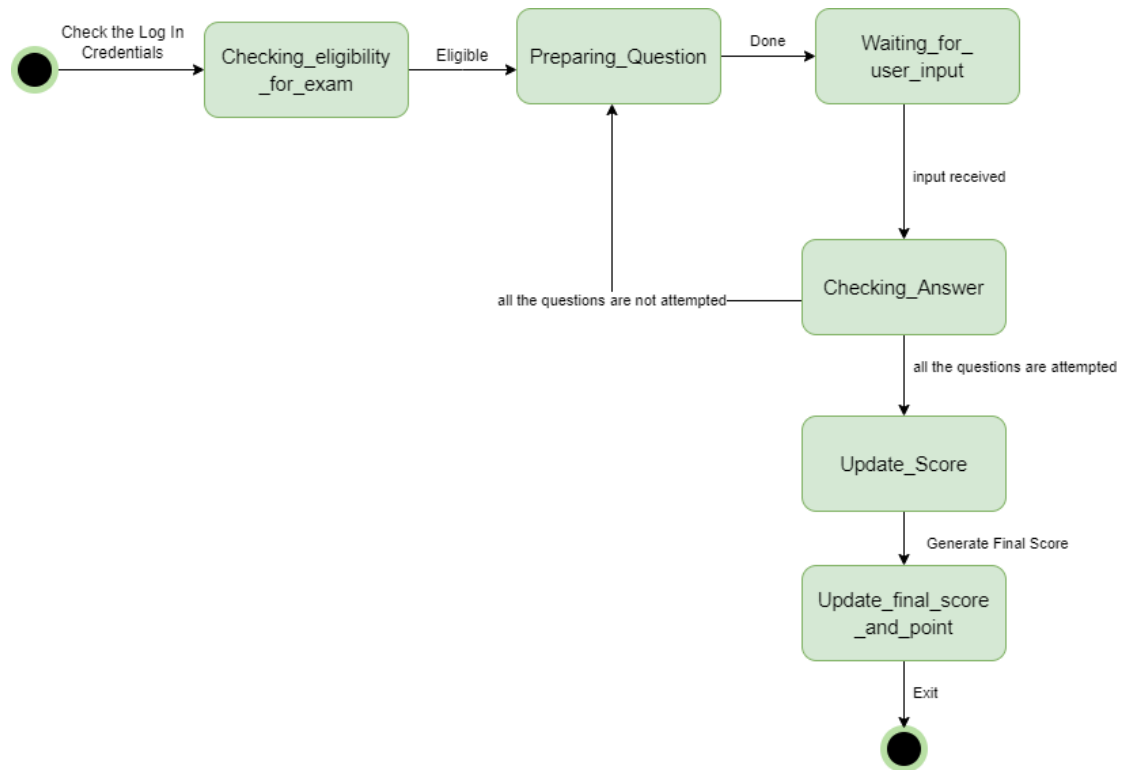 Check the Log In
Credentials
Checking_eligibility
_for_exam
Eligible
Preparing_Question
Done
Waiting_for_
user_input
input received
Checking_Answer
all the questions are not attempted
all the questions are attempted
Update_Score
Generate Final Score
Update_final_score
_and_point
Exit